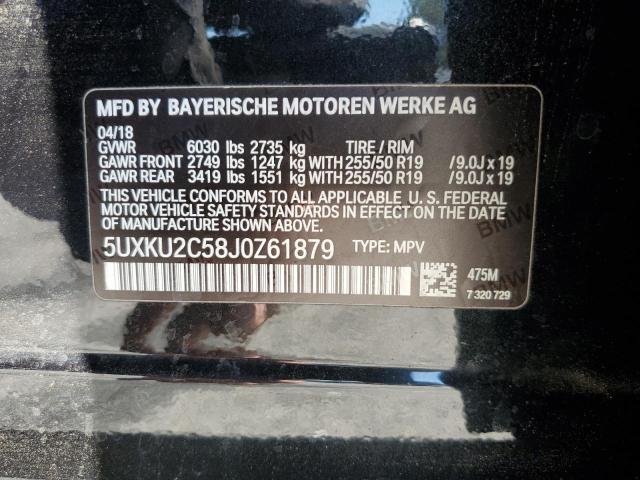 MFD BY BAYERISCHE MOTOREN WERKE AG
04/18
GVWR 6030 lbs 2735 kg TIRE / RIM
GAWR FRONT 2749 lbs 1247 kg WITH 255/50 R19 /9.0J x 19
GAWR REAR 3419 lbs 1551 kg WITH 255/50 R19 /9.0J x 19
THIS VEHICLE CONFORMS TO ALL APPLICABLE U. S. FEDERAL
MOTOR VEHICLE SAFETY STANDARDS IN EFFECT ON THE DATE
OF MANUFACTURE SHOWN ABOVE.
5UXKU2C58J0Z61879 TYPE: MPV
475M
7 320 729